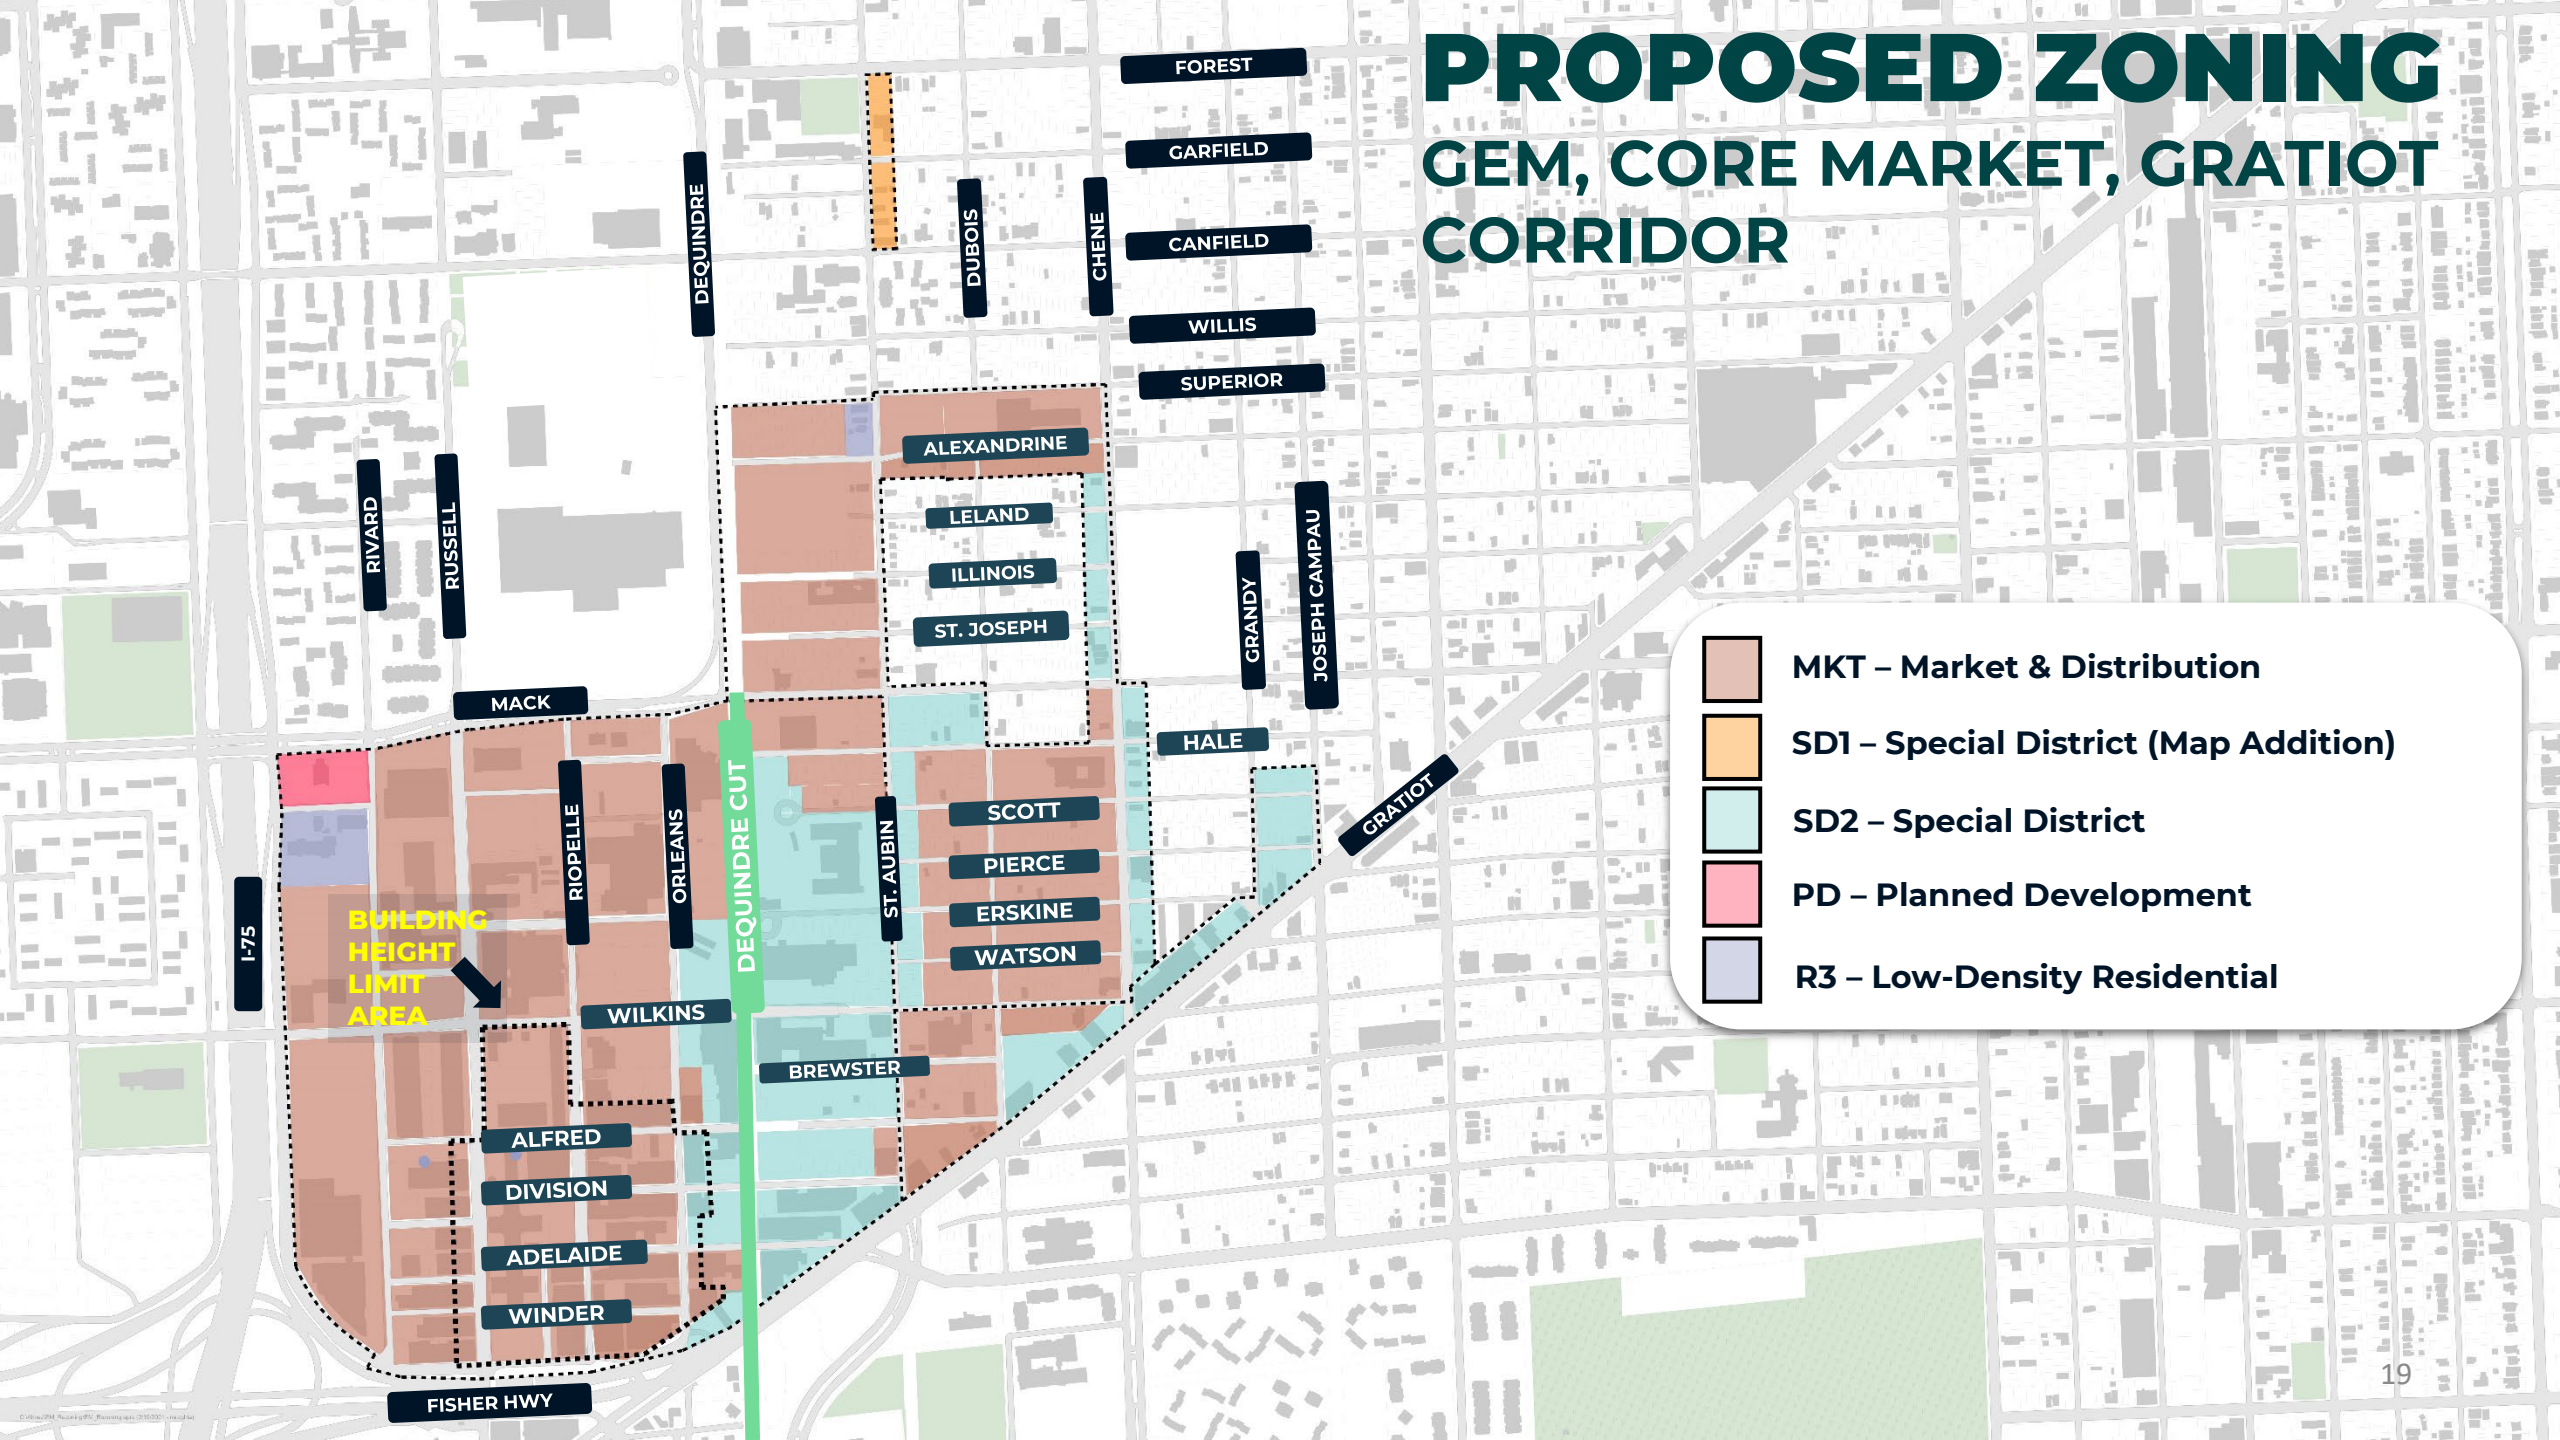 PROPOSED ZONING
GEM, CORE MARKET, GRATIOT
CORRIDOR
FOREST
GARFIELD
CANFIELD
WILLIS
SUPERIOR
DEQUINDRE
DUBOIS
CHENE
ALEXANDRINE
LELAND
ILLINOIS
ST. JOSEPH
RIVARD
RUSSELL
GRANDY
JOSEPH CAMPAU
MACK
HALE
GRATIOT
RIOPELLE
ORLEANS
DEQUINDRE CUT
ST. AUBIN
SCOTT
PIERCE
ERSKINE
WATSON
I-75
BUILDING
HEIGHT
LIMIT
AREA
WILKINS
BREWSTER
ALFRED
DIVISION
ADELAIDE
WINDER
FISHER HWY
MKT – Market & Distribution
SD1 – Special District (Map Addition)
SD2 – Special District
PD – Planned Development
R3 – Low-Density Residential
19